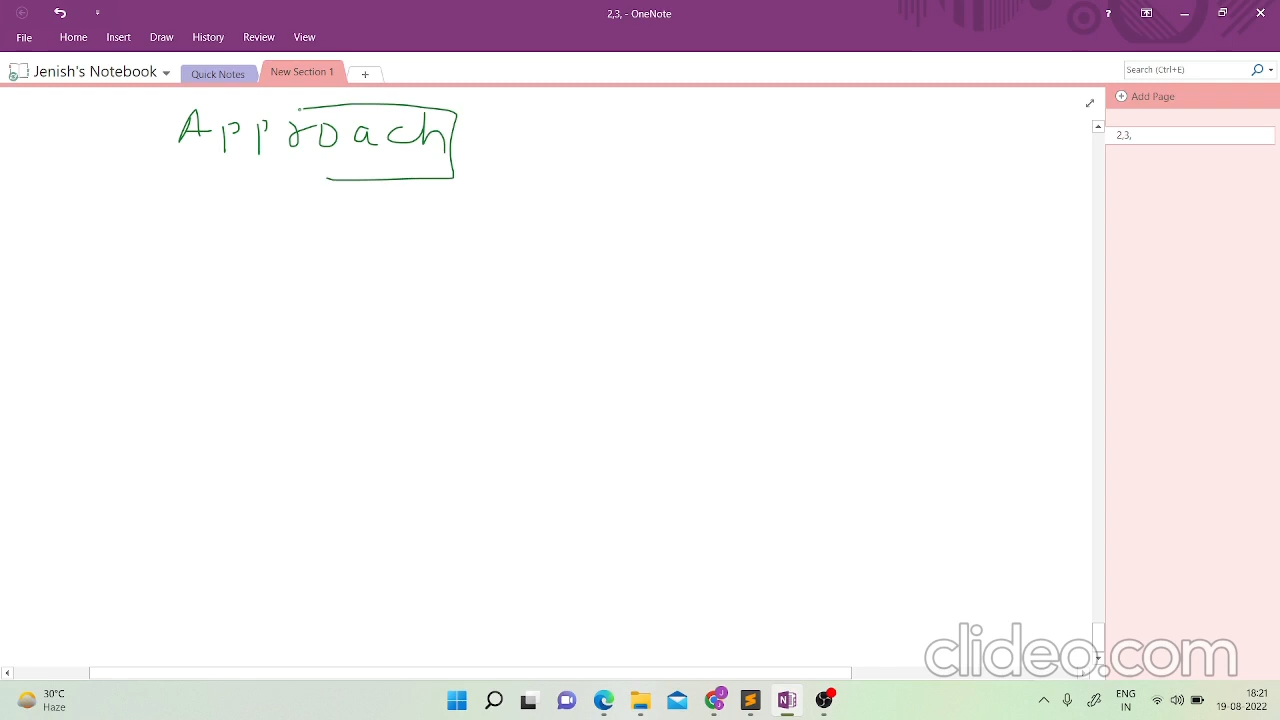 2,3, - OneNote
?
File Home Insert Draw History Review View
Jenish's Notebook Quick Notes New Section 1 + Search (Ctrl+E)
Add Page
Approach
2,3,
clideo.com
30°C
Haze
ENG
IN
18:21
19-08-2022